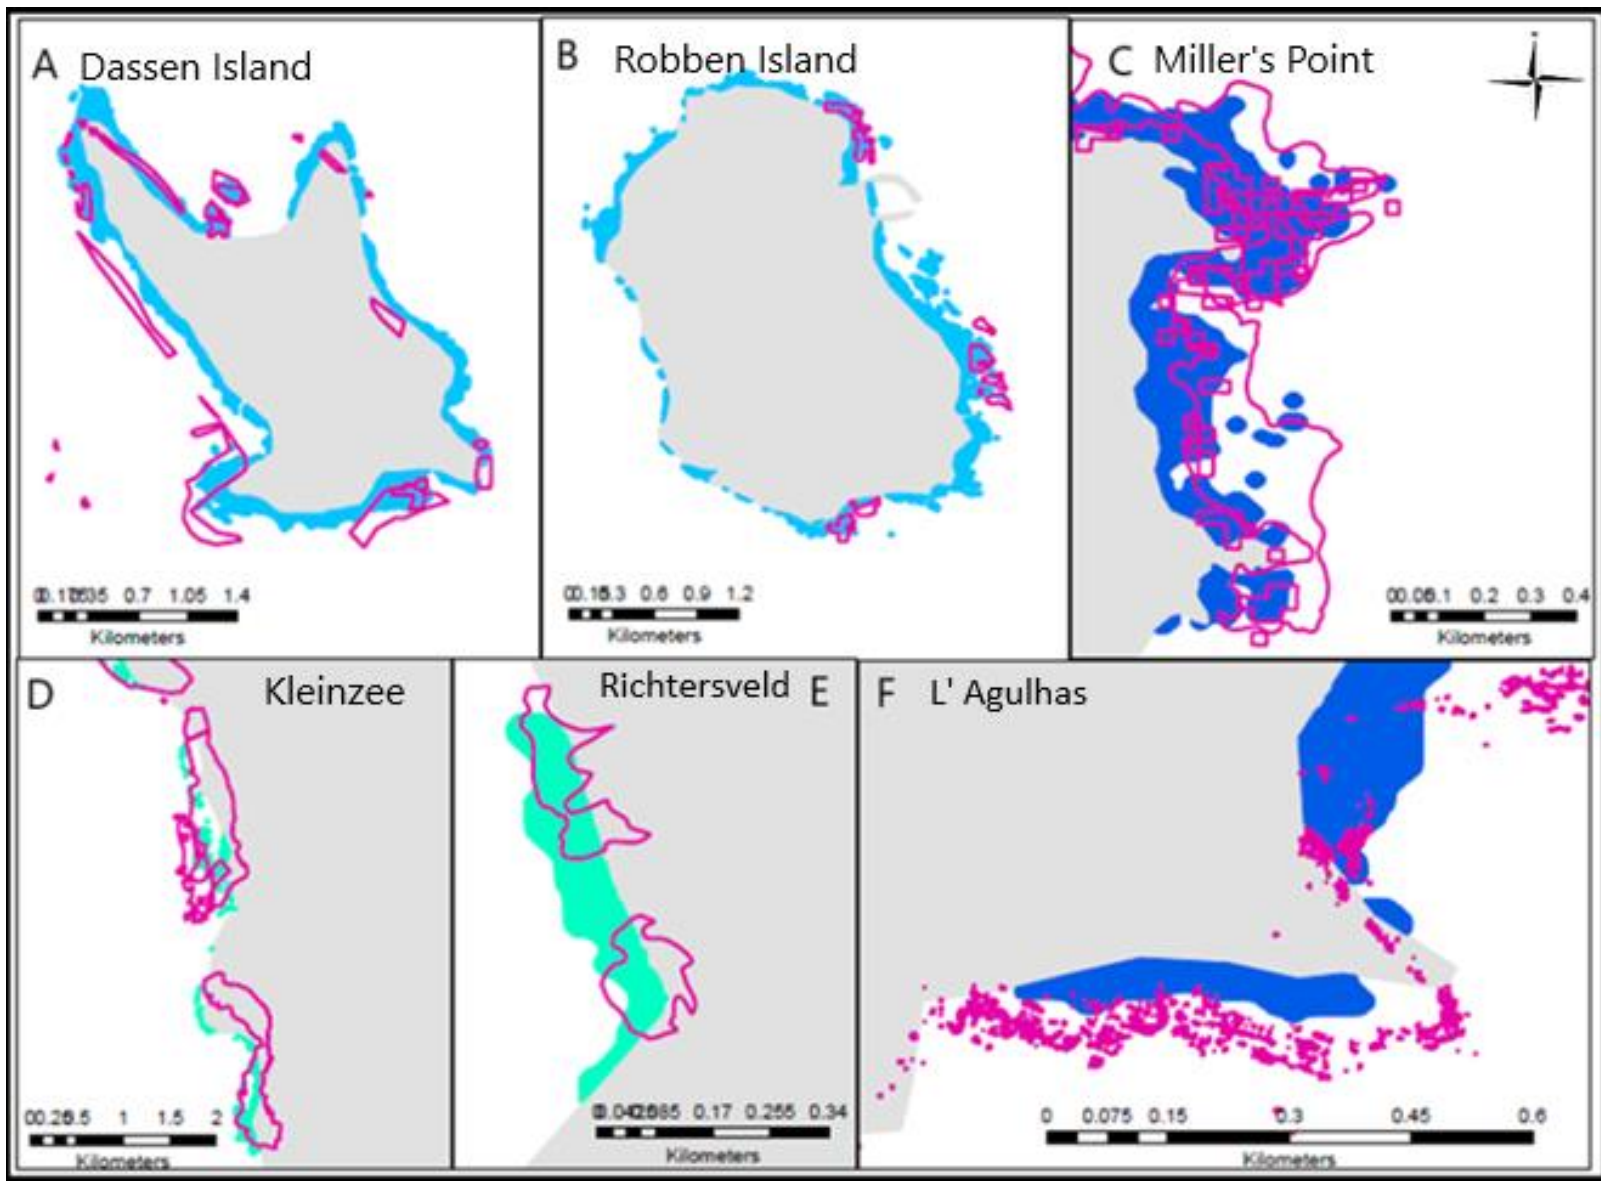 A Dassen Island
B Robben Island
C Miller's Point
0.7 1.05 1.4
Kilometers
0.6 0.9 1.2
Kilometers
0.2 0.3 0.4
Kilometers
D Kleinzee
Richtersveld E
F L' Agulhas
1 1.5 2
Kilometers
0.17 0.255 0.34
Kilometers
0 0.075 0.15 0.3 0.45 0.6
Kilometers